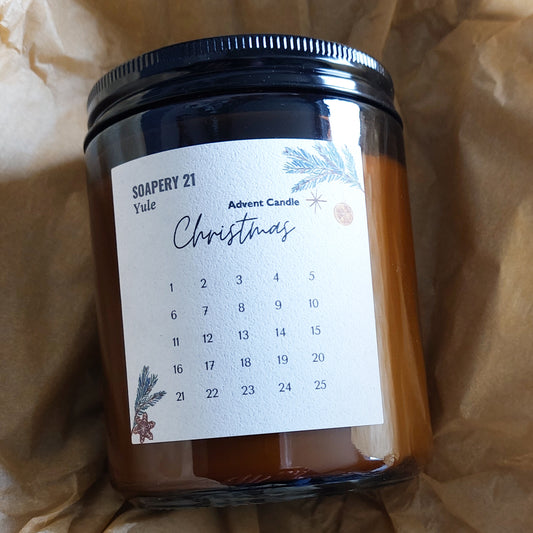 SOAPERY 21
Yule
Advent Candle
Christmas
1 2 3 4 5
6 7 8 9 10
11 12 13 14 15
16 17 18 19 20
21 22 23 24 25